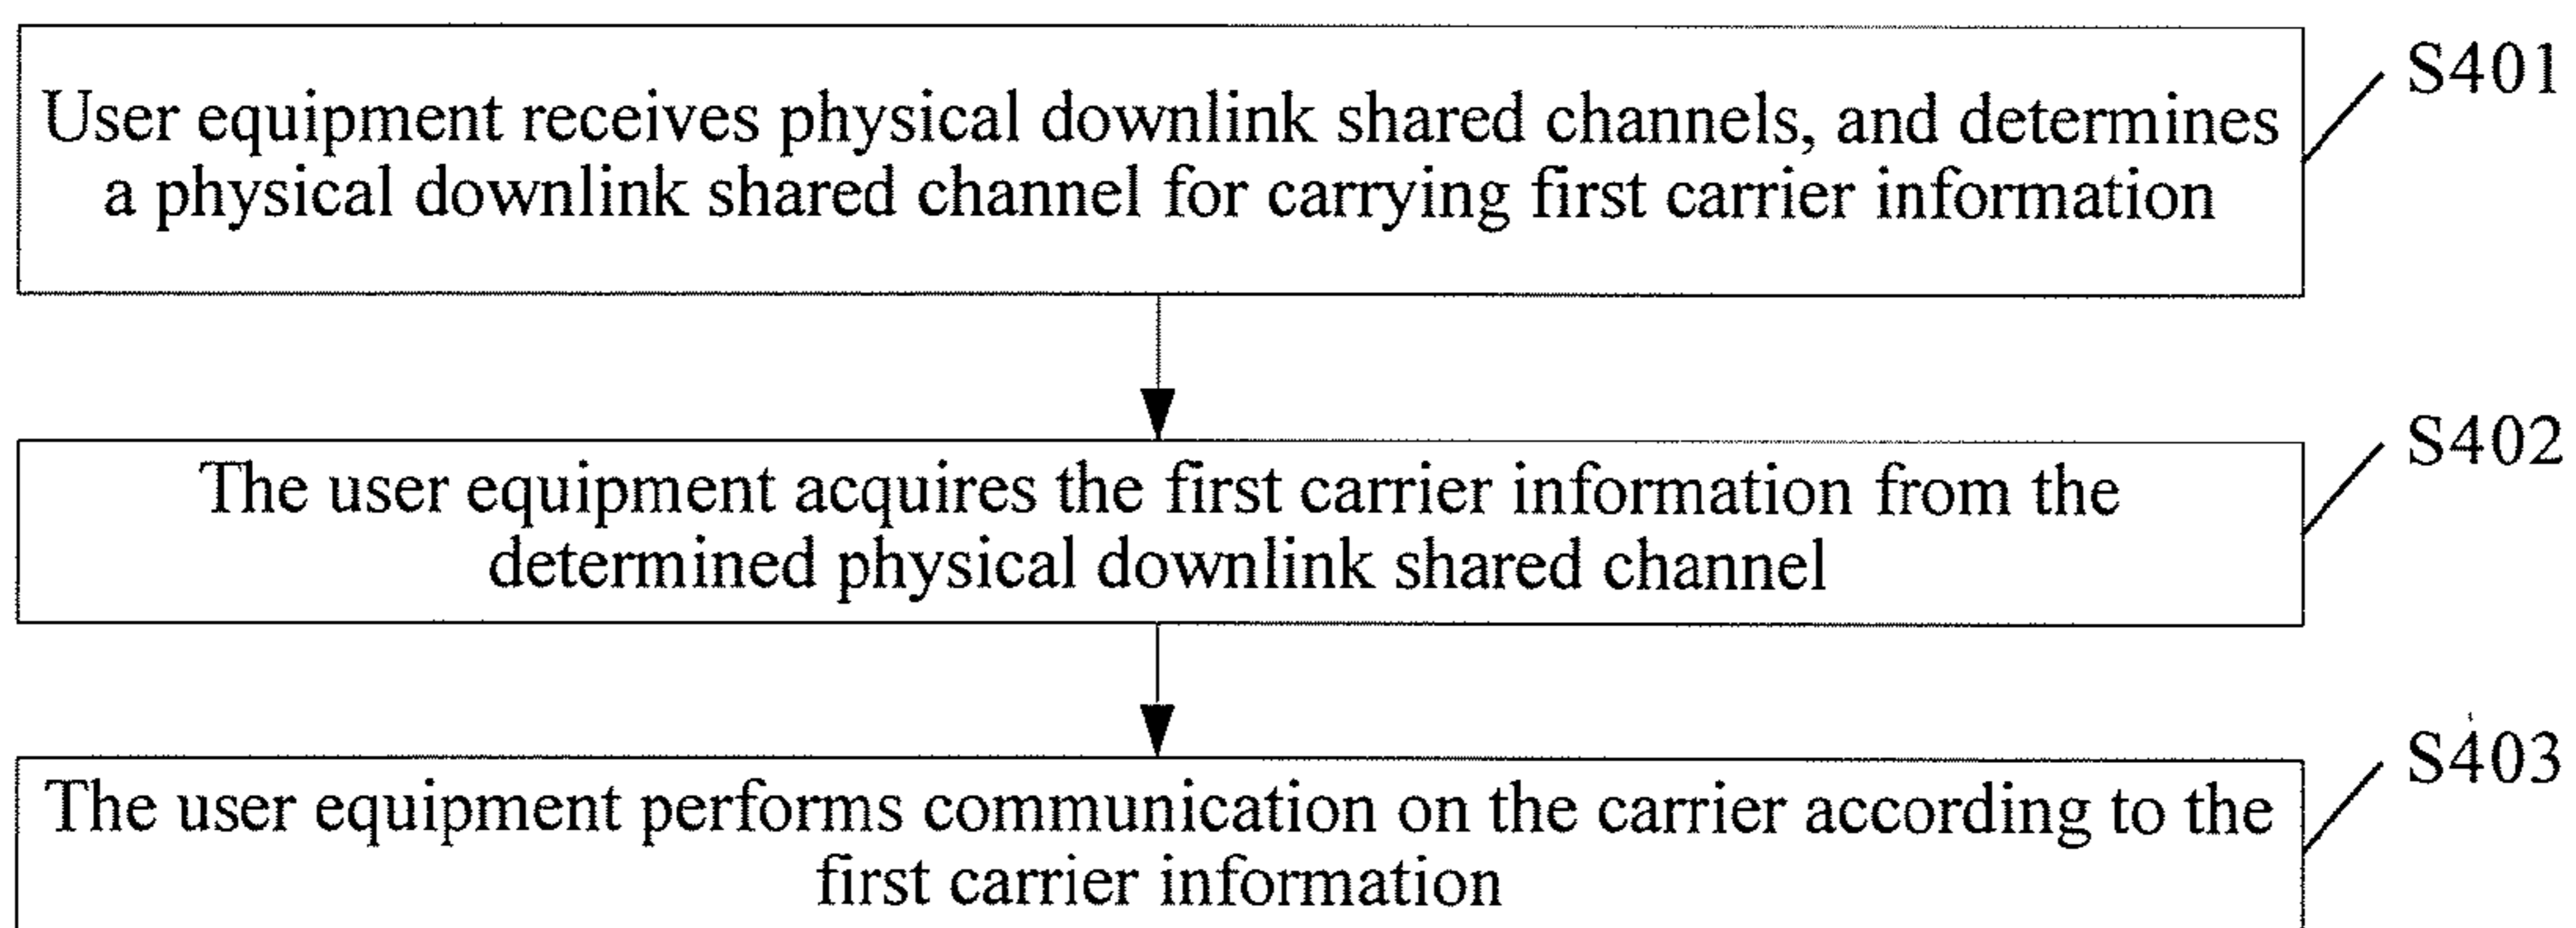 User equipment receives physical downlink shared channels, and determines
a physical downlink shared channel for carrying first carrier information
S401
The user equipment acquires the first carrier information from the
determined physical downlink shared channel
S402
The user equipment performs communication on the carrier according to the
first carrier information
S403